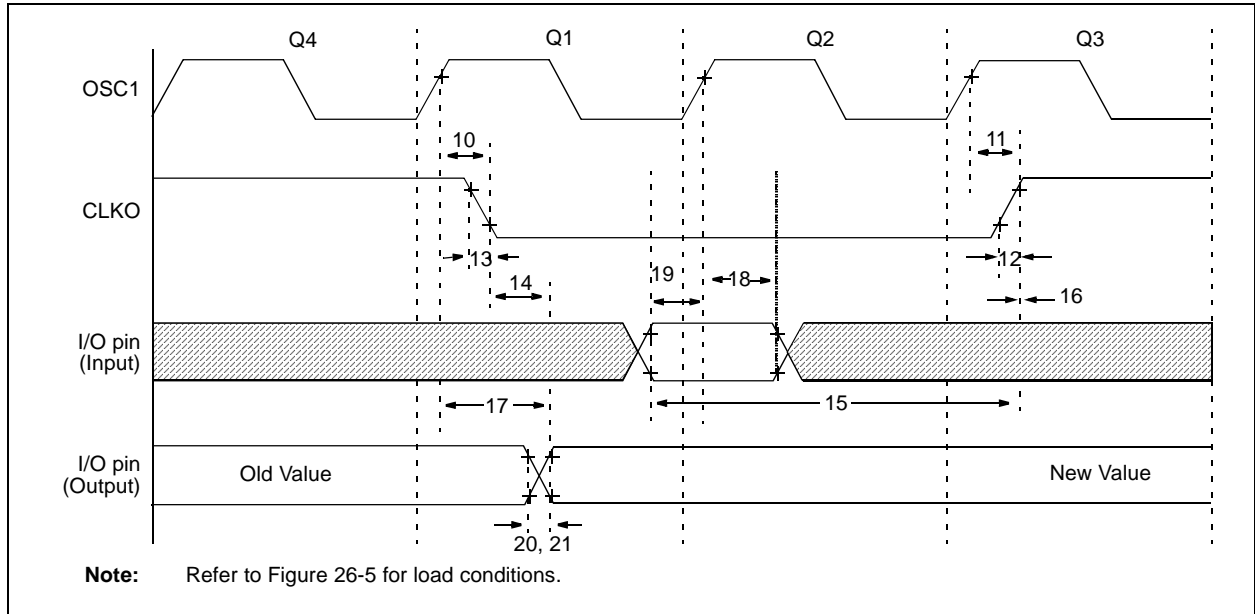 Q4 Q1 Q2 Q3
OSC1
10 11
CLKO
13 19 18 12
14 16
I/O pin
(Input)
17 15
I/O pin
(Output)
Old Value New Value
20, 21
Note: Refer to Figure 26-5 for load conditions.